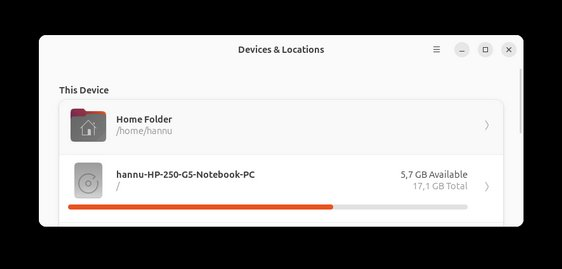 Devices & Locations
This Device
Home Folder
/home/hannu
hannu-HP-250-G5-Notebook-PC
5,7 GB Available
/
17,1 GB Total